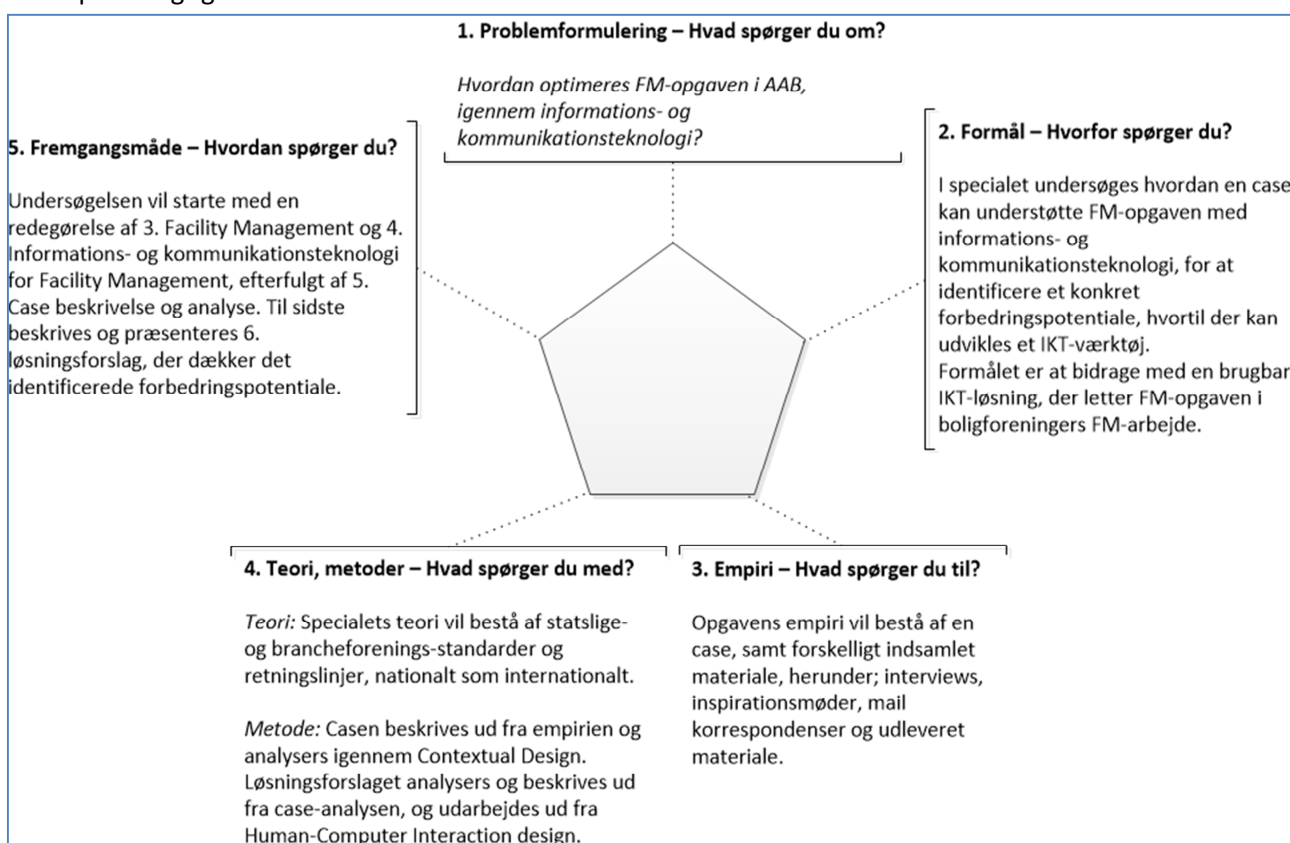 1. Problemformulering – Hvad spørger du om?
Hvordan optimeres FM-opgaven i AAB,
igennem informations- og
kommunikationsteknologi?
2. Formål – Hvorfor spørger du?
I specialet undersøges hvordan en case
kan understøtte FM-opgaven med
informations- og
kommunikationsteknologi, for at
identificere et konkret
forbedringspotentiale, hvortil der kan
udvikles et IKT-værktøj.
Formålet er at bidrage med en brugbar
IKT-løsning, der letter FM-opgaven i
boligforeningers FM-arbejde.
3. Empiri – Hvad spørger du til?
Opgavens empiri vil bestå af en
case, samt forskelligt indsamlet
materiale, herunder; interviews,
inspirationsmøder, mail
korrespondenser og udleveret
materiale.
4. Teori, metoder – Hvad spørger du med?
Teori: Specialets teori vil bestå af statslige-
og brancheforenings-standarder og
retningslinjer, nationalt som internationalt.
Metode: Casen beskrives ud fra empirien og
analysers igennem Contextual Design.
Løsningsforslaget analysers og beskrives ud
fra case-analysen, og udarbejdes ud fra
Human-Computer Interaction design.
5. Fremgangsmåde – Hvordan spørger du?
Undersøgelsen vil starte med en
redegørelse af 3. Facility Management og 4.
Informations- og kommunikationsteknologi
for Facility Management, efterfulgt af 5.
Case beskrivelse og analyse. Til sidste
beskrives og præsenteres 6.
løsningsforslag, der dækker det
identificerede forbedringspotentiale.